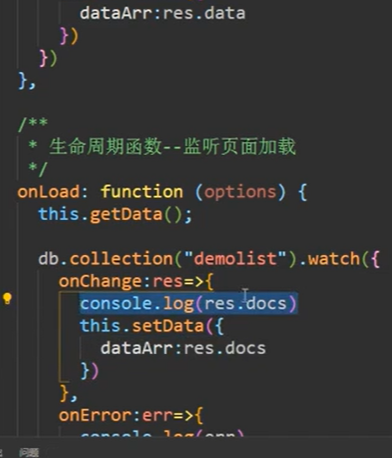 dataArr:res.data
})
})
},
/**
* 生命周期函数--监听页面加载
*/
onLoad: function (options) {
this.getData();
db.collection("demolist").watch({
onChange:res=>{
console.log(res.docs)
this.setData({
dataArr:res.docs
})
},
onError:err=>{
console.log(err)
问题